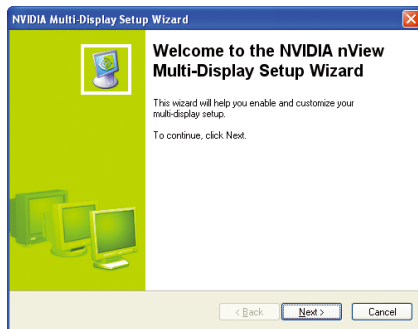 NVIDIA Multi-Display Setup Wizard
Welcome to the NVIDIA nView
Multi-Display Setup Wizard
This wizard will help you enable and customize your
multi-display setup.
To continue, click Next.
< Back
Next >
Cancel